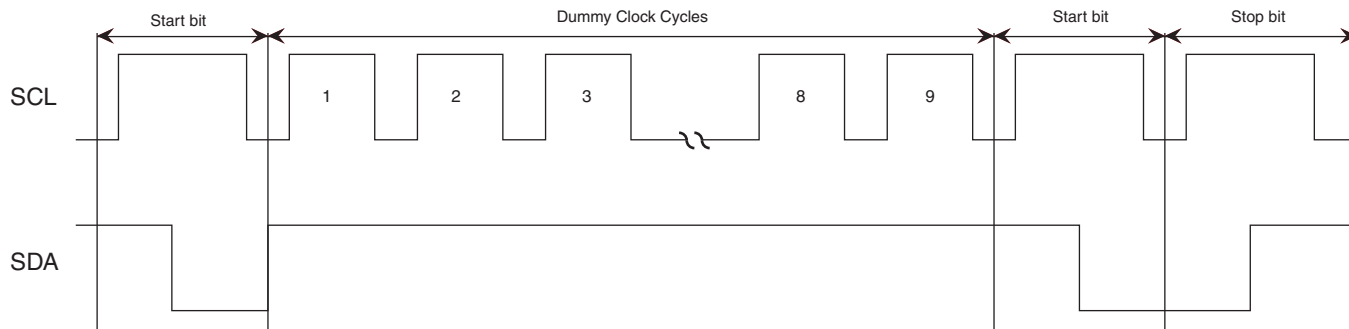 Start bit Dummy Clock Cycles Start bit Stop bit
SCL 1 2 3 8 9
SDA